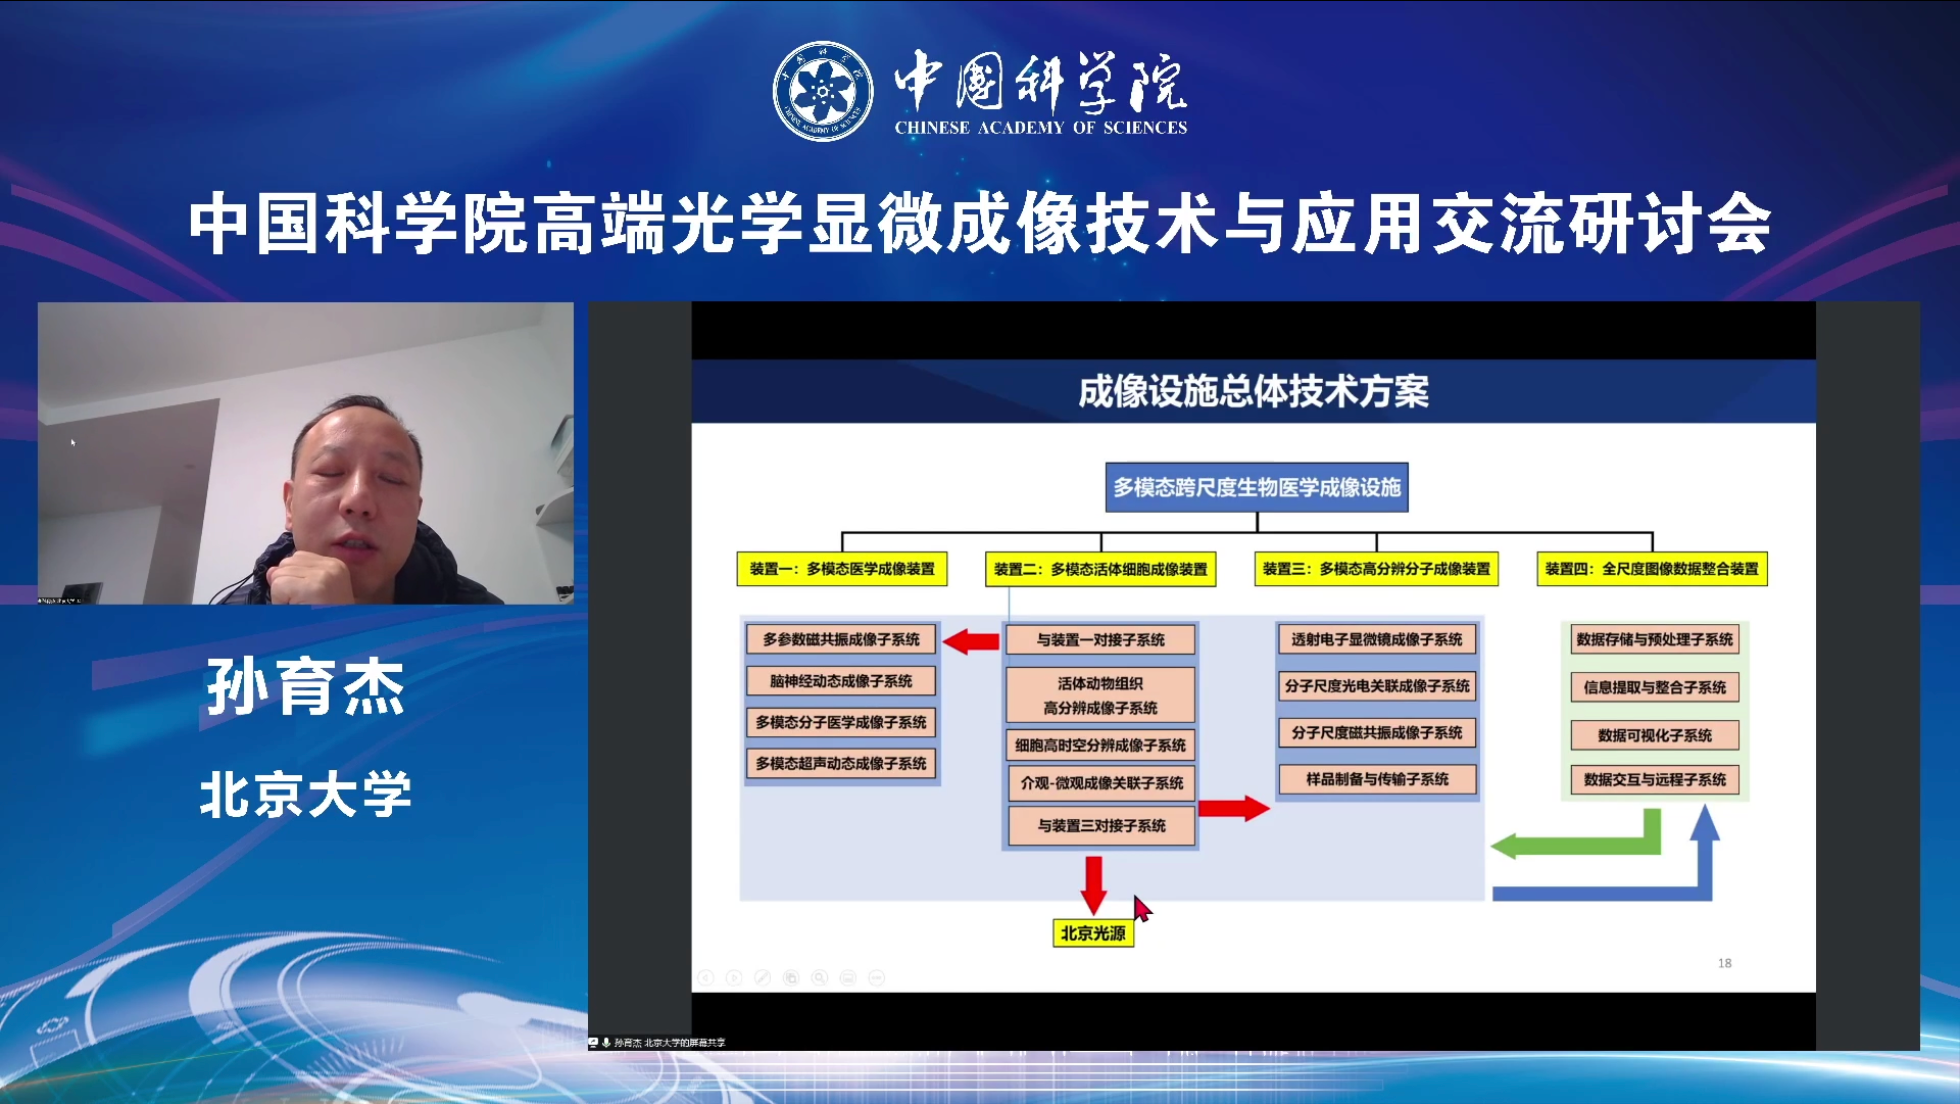 中国科学院
CHINESE ACADEMY OF SCIENCES
中国科学院高端光学显微成像技术与应用交流研讨会
孙育杰
北京大学
成像设施总体技术方案
多模态跨尺度生物医学成像设施
装置一：多模态医学成像装置
装置二：多模态活体细胞成像装置
装置三：多模态高分辨分子成像装置
装置四：全尺度图像数据整合装置
多参数磁共振成像子系统
脑神经动态成像子系统
多模态分子医学成像子系统
多模态超声动态成像子系统
与装置一对接子系统
活体动物组织
高分辨成像子系统
细胞高时空分辨成像子系统
介观-微观成像关联子系统
与装置三对接子系统
透射电子显微镜成像子系统
分子尺度光电关联成像子系统
分子尺度磁共振成像子系统
样品制备与传输子系统
数据存储与预处理子系统
信息提取与整合子系统
数据可视化子系统
数据交互与远程子系统
北京光源
18
孙育杰 北京大学的屏幕共享